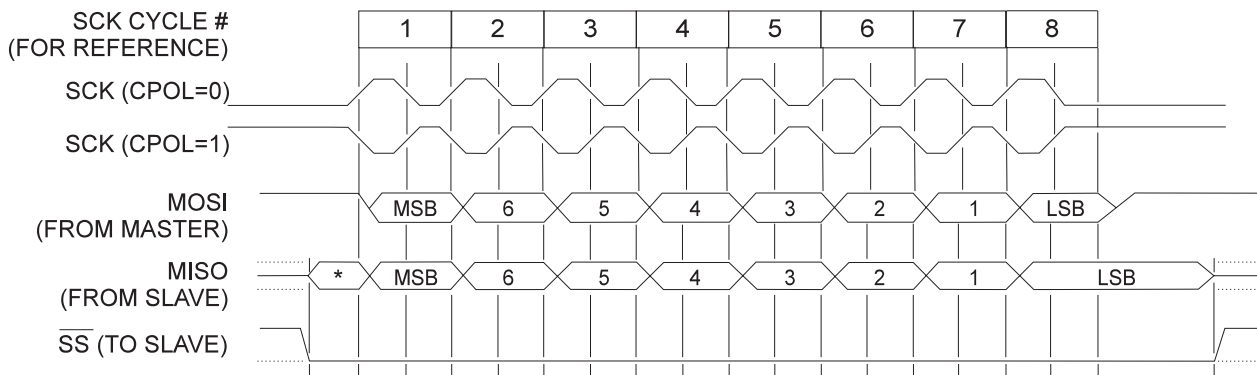 SCK CYCLE # 1 2 3 4 5 6 7 8
(FOR REFERENCE)
SCK (CPOL=0)
SCK (CPOL=1)
MOSI MSB 6 5 4 3 2 1 LSB
(FROM MASTER)
MISO * MSB 6 5 4 3 2 1 LSB
(FROM SLAVE)
SS (TO SLAVE)